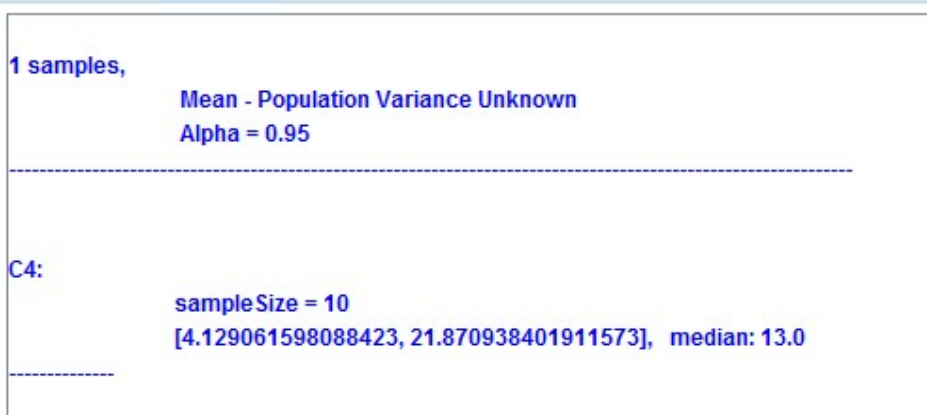 1 samples,
Mean - Population Variance Unknown
Alpha = 0.95
C4:
sampleSize = 10
[4.129061598088423, 21.870938401911573], median: 13.0